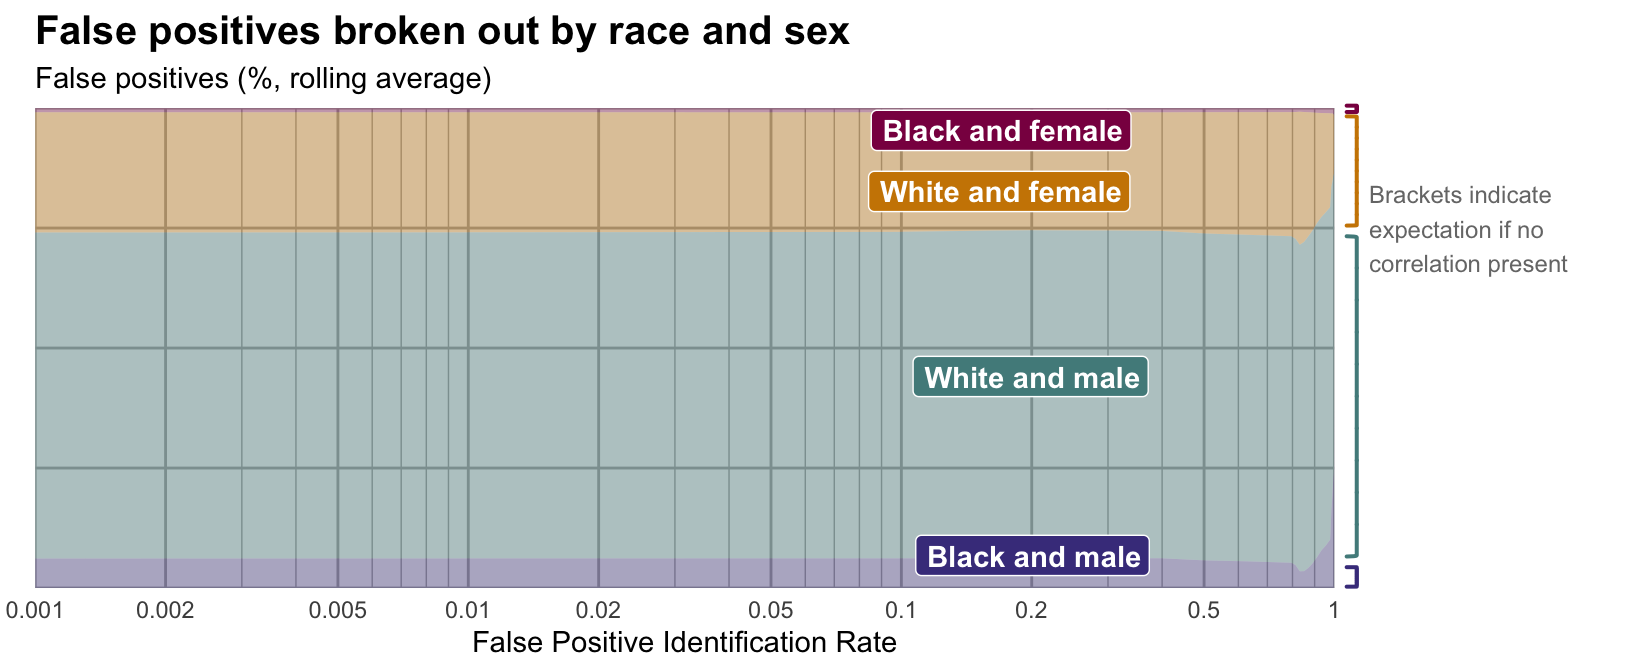 False positives broken out by race and sex
False positives (%, rolling average)
Black and female
White and female
Brackets indicate
expectation if no
correlation present
White and male
Black and male
0.001 0.002 0.005 0.01 0.02 0.05 0.1 0.2 0.5 1
False Positive Identification Rate